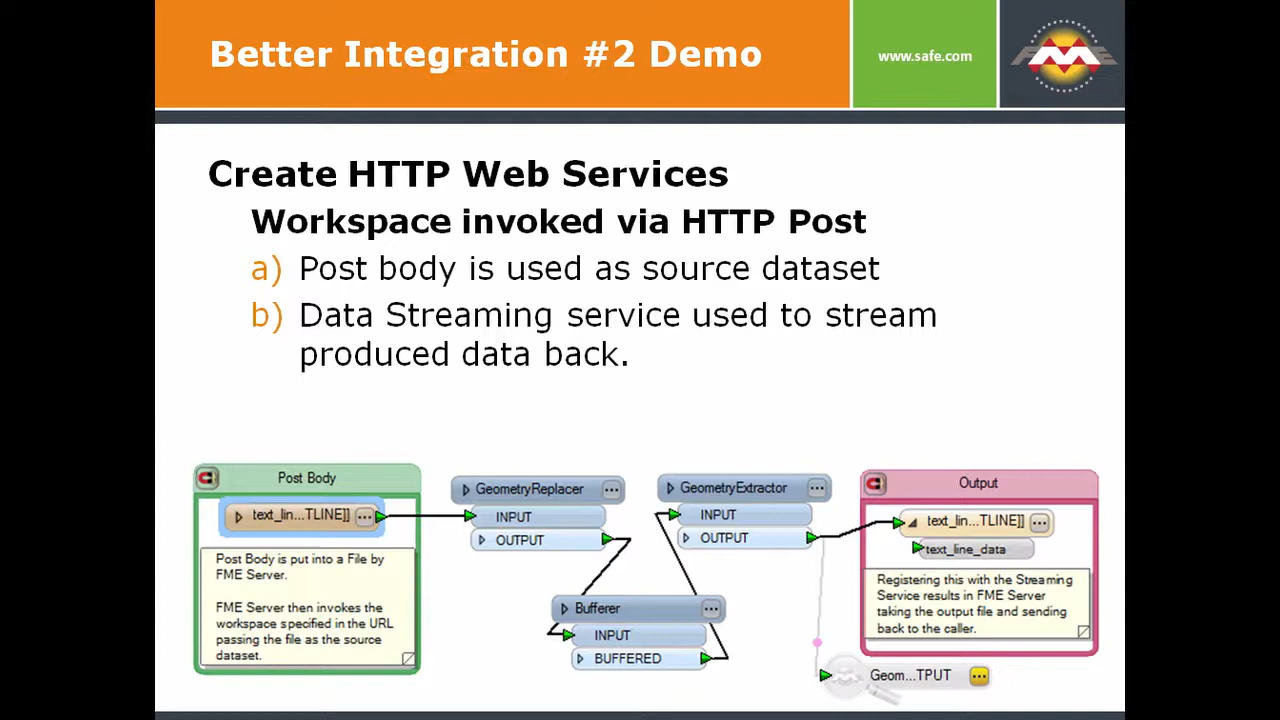 Better Integration #2 Demo
www.safe.com
FME
Create HTTP Web Services
Workspace invoked via HTTP Post
a) Post body is used as source dataset
b) Data Streaming service used to stream
produced data back.
Post Body
text_lin...TLINE]]
Post Body is put into a File by
FME Server.
FME Server then invokes the
workspace specified in the URL
passing the file as the source
dataset.
GeometryReplacer
INPUT
OUTPUT
Bufferer
INPUT
BUFFERED
GeometryExtractor
INPUT
OUTPUT
Output
text_lin...TLINE]]
text_line_data
Registering this with the Streaming
Service results in FME Server
taking the output file and sending
back to the caller.
Geom...TPUT